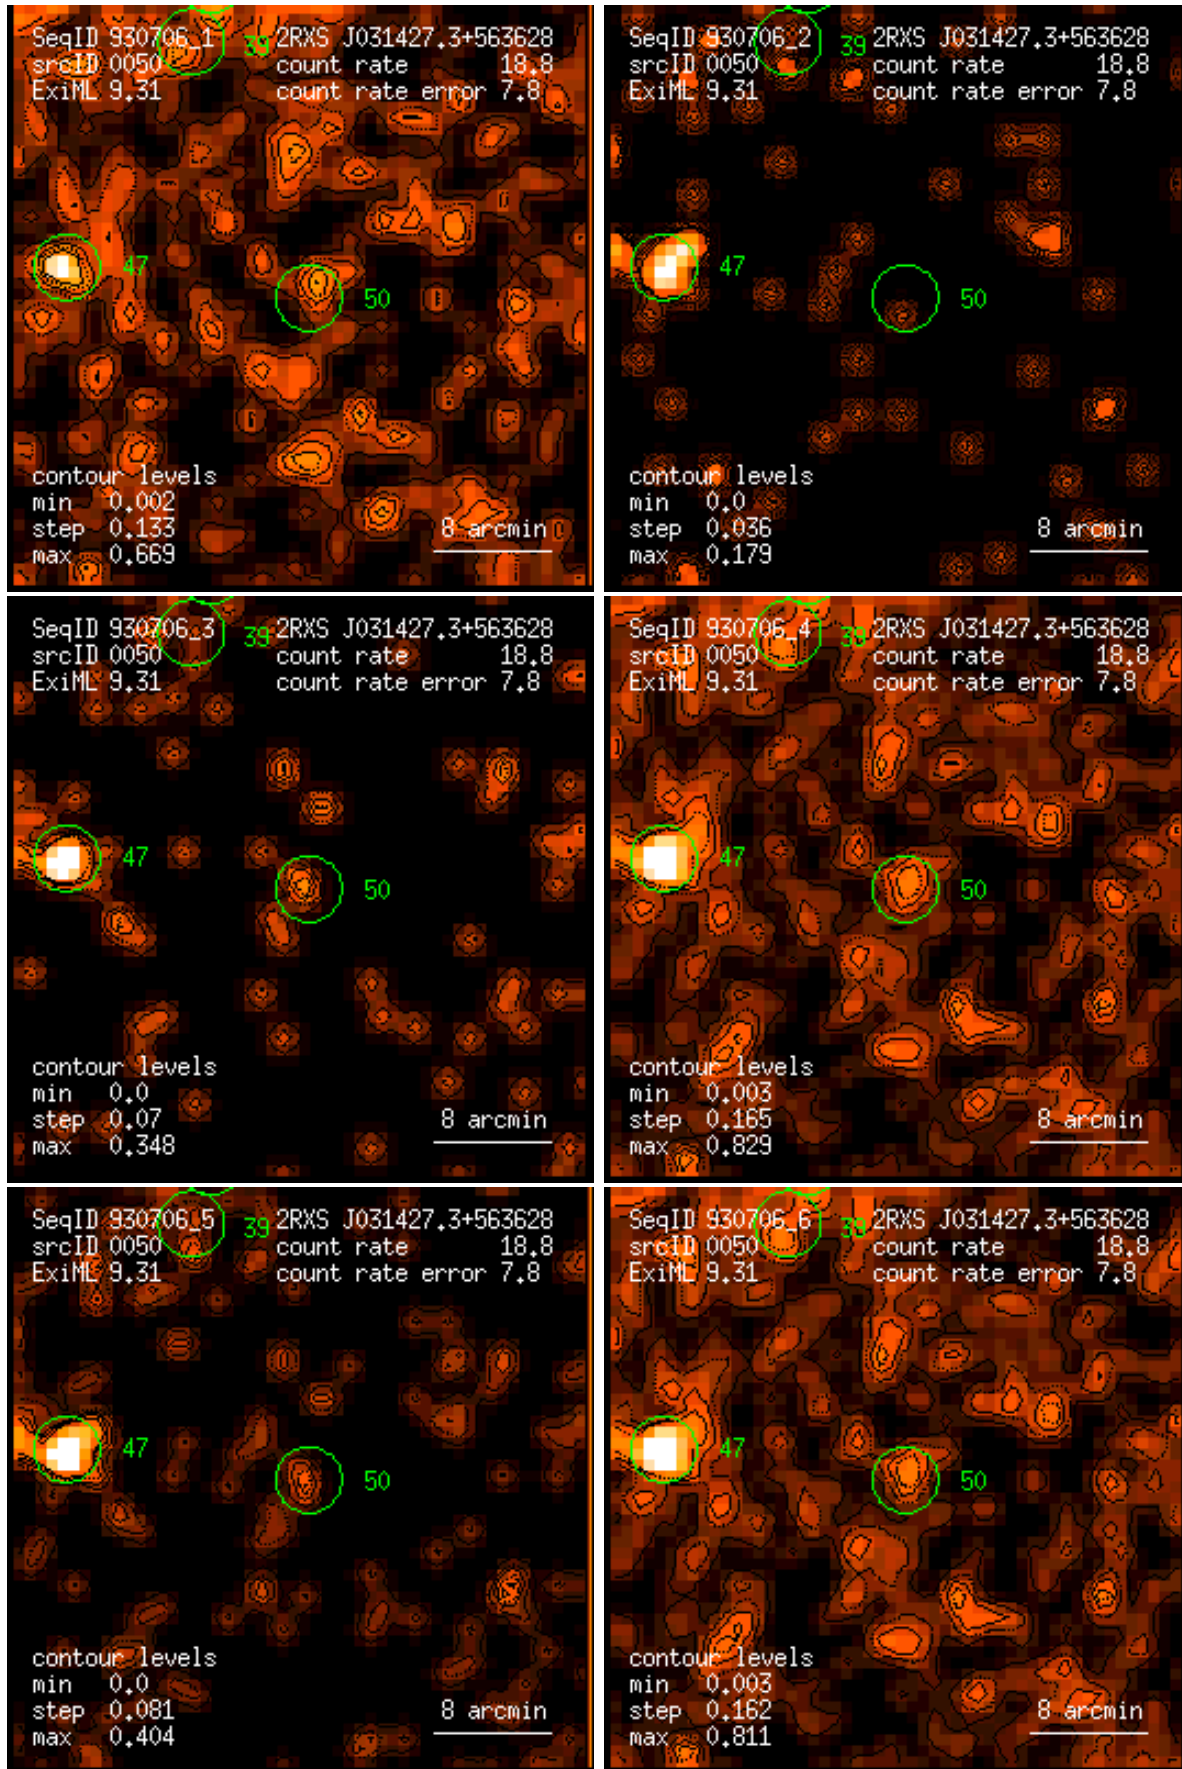 SeqID 930706_1 39 2RXS J031427.3+563628
srcID 0050 count rate 18.8
ExiML 9.31 count rate error 7.8
47
50
contour levels
min 0.002
step 0.133 8 arcmin
max 0.669
SeqID 930706_2 39 2RXS J031427.3+563628
srcID 0050 count rate 18.8
ExiML 9.31 count rate error 7.8
47
50
contour levels
min 0.0
step 0.036 8 arcmin
max 0.179
SeqID 930706_3 39 2RXS J031427.3+563628
srcID 0050 count rate 18.8
ExiML 9.31 count rate error 7.8
47
50
contour levels
min 0.0
step 0.07 8 arcmin
max 0.348
SeqID 930706_4 39 2RXS J031427.3+563628
srcID 0050 count rate 18.8
ExiML 9.31 count rate error 7.8
47
50
contour levels
min 0.003
step 0.165 8 arcmin
max 0.829
SeqID 930706_5 39 2RXS J031427.3+563628
srcID 0050 count rate 18.8
ExiML 9.31 count rate error 7.8
47
50
contour levels
min 0.0
step 0.081 8 arcmin
max 0.404
SeqID 930706_6 39 2RXS J031427.3+563628
srcID 0050 count rate 18.8
ExiML 9.31 count rate error 7.8
47
50
contour levels
min 0.003
step 0.162 8 arcmin
max 0.811